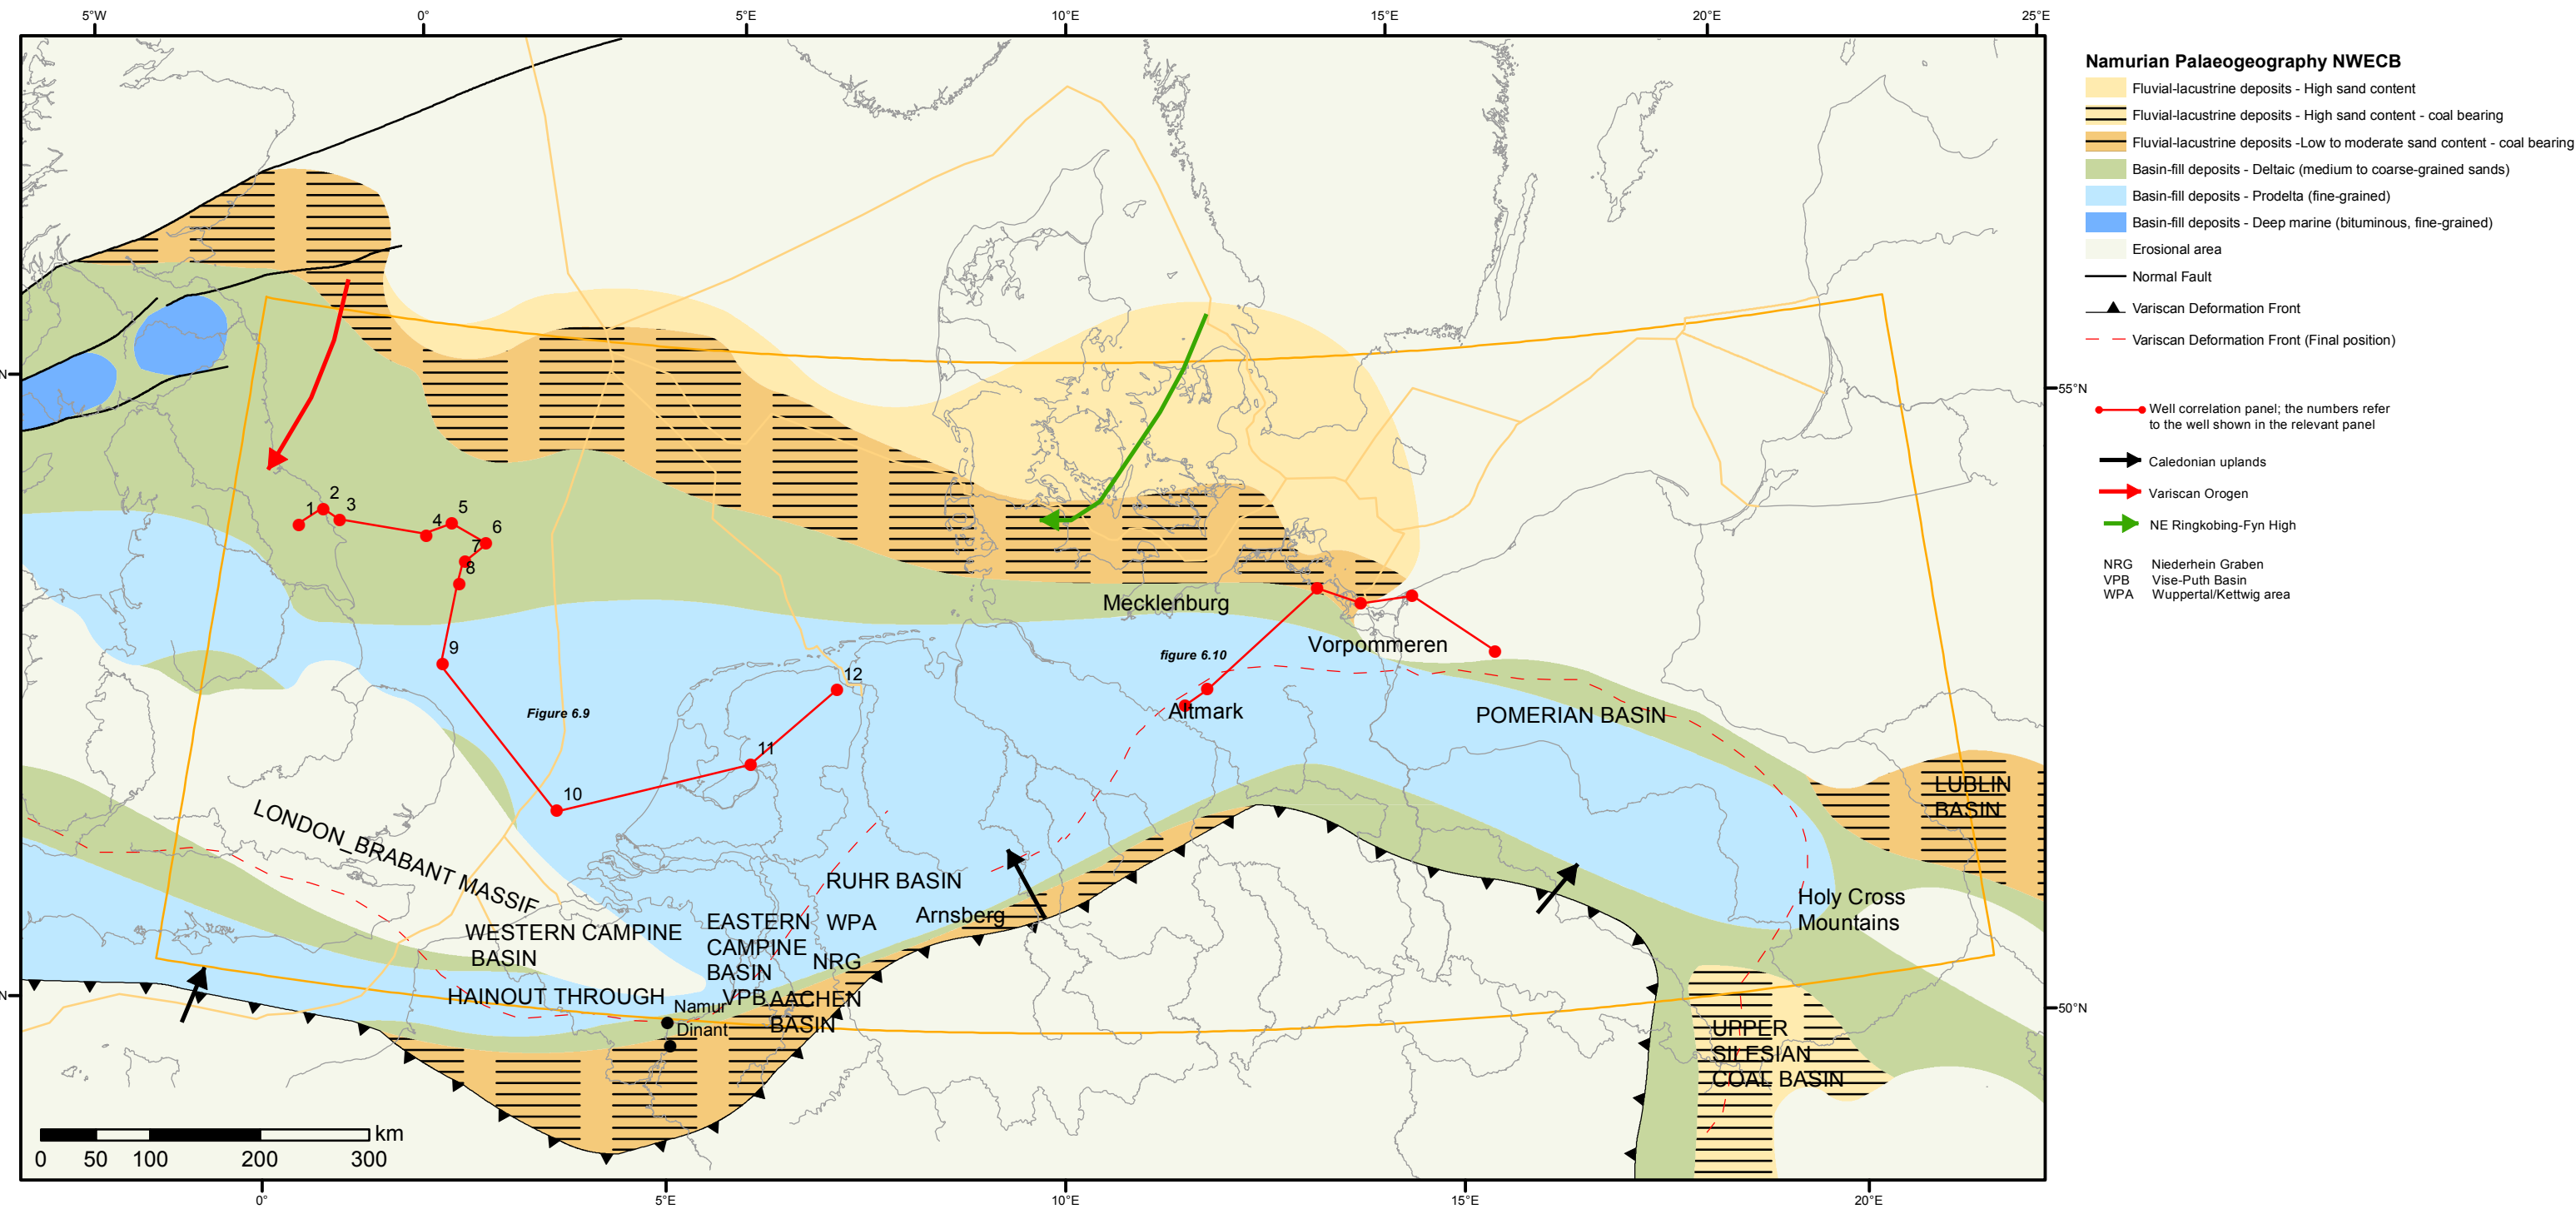 5°W 0° 5°E 10°E 15°E 20°E 25°E
Namurian Palaeogeography NWECB
Fluvial-lacustrine deposits - High sand content
Fluvial-lacustrine deposits - High sand content - coal bearing
Fluvial-lacustrine deposits -Low to moderate sand content - coal bearing
Basin-fill deposits - Deltaic (medium to coarse-grained sands)
Basin-fill deposits - Prodelta (fine-grained)
Basin-fill deposits - Deep marine (bituminous, fine-grained)
Erosional area
Normal Fault
Variscan Deformation Front
Variscan Deformation Front (Final position)
Well correlation panel; the numbers refer
to the well shown in the relevant panel
Caledonian uplands
Variscan Orogen
NE Ringkobing-Fyn High
NRG Niederhein Graben
VPB Vise-Puth Basin
WPA Wuppertal/Kettwig area
N
55°N
1
2
3
4
5
6
7
8
9
10
11
12
Mecklenburg
Vorpommeren
figure 6.10
Altmark
Figure 6.9
POMERIAN BASIN
LUBLIN
BASIN
LONDON_BRABANT MASSIF
RUHR BASIN
Arnsberg
Holy Cross
Mountains
WESTERN CAMPINE
BASIN
EASTERN
CAMPINE
BASIN
WPA
NRG
HAINOUT THROUGH
VPB
AACHEN
BASIN
Namur
Dinant
UPPER
SILESIAN
COAL BASIN
N
50°N
km
0 50 100 200 300
0° 5°E 10°E 15°E 20°E